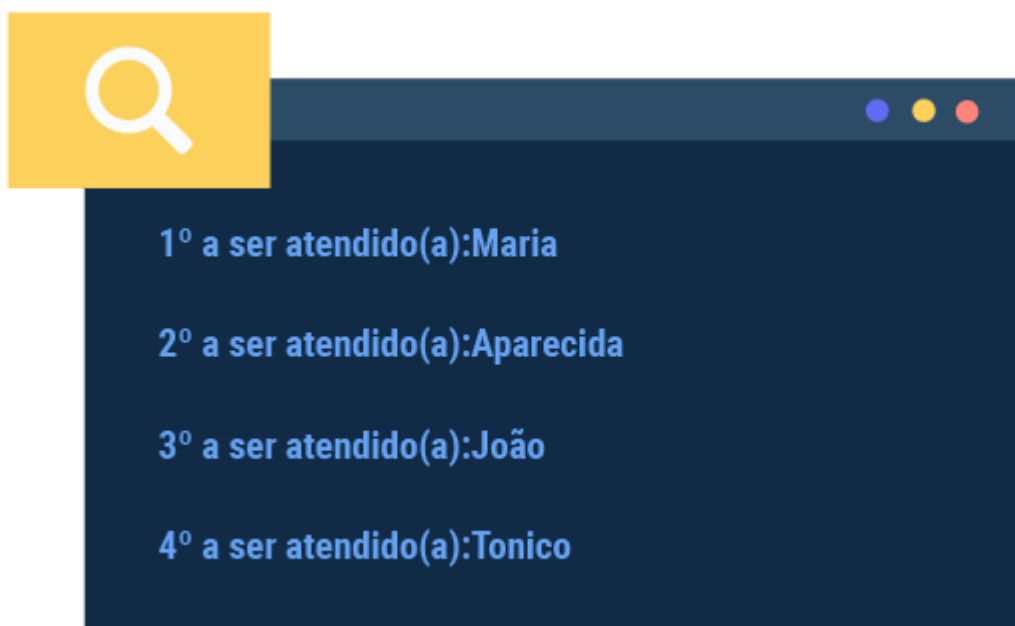 1º a ser atendido(a):Maria
2º a ser atendido(a):Aparecida
3º a ser atendido(a):João
4º a ser atendido(a):Tonico